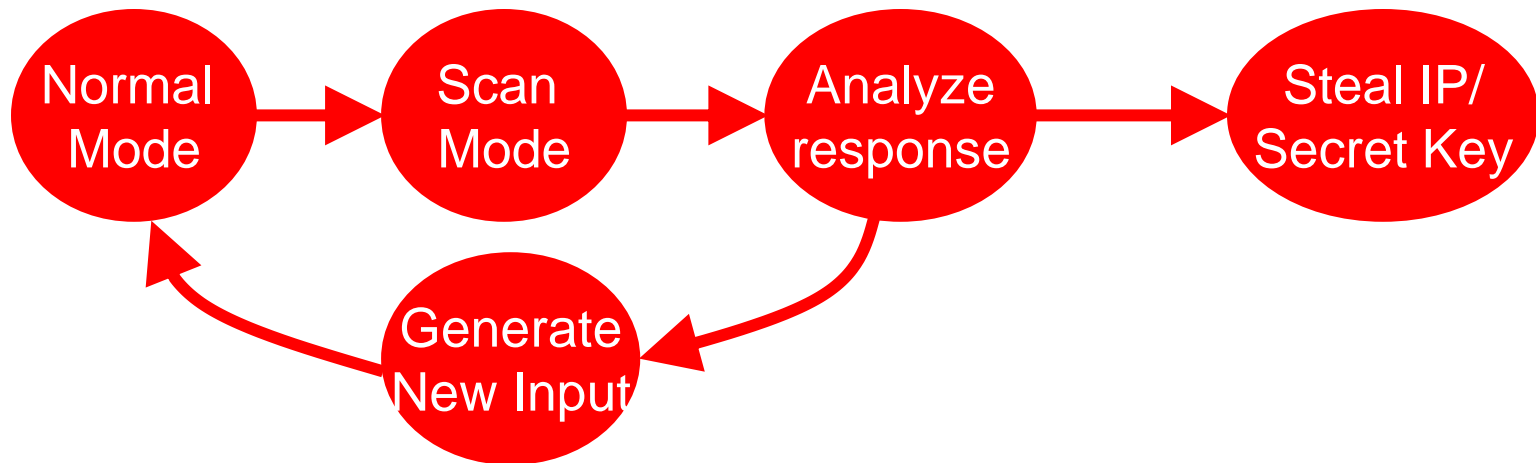 Normal
Mode
Scan
Mode
Analyze
response
Steal IP/
Secret Key
Generate
New Input